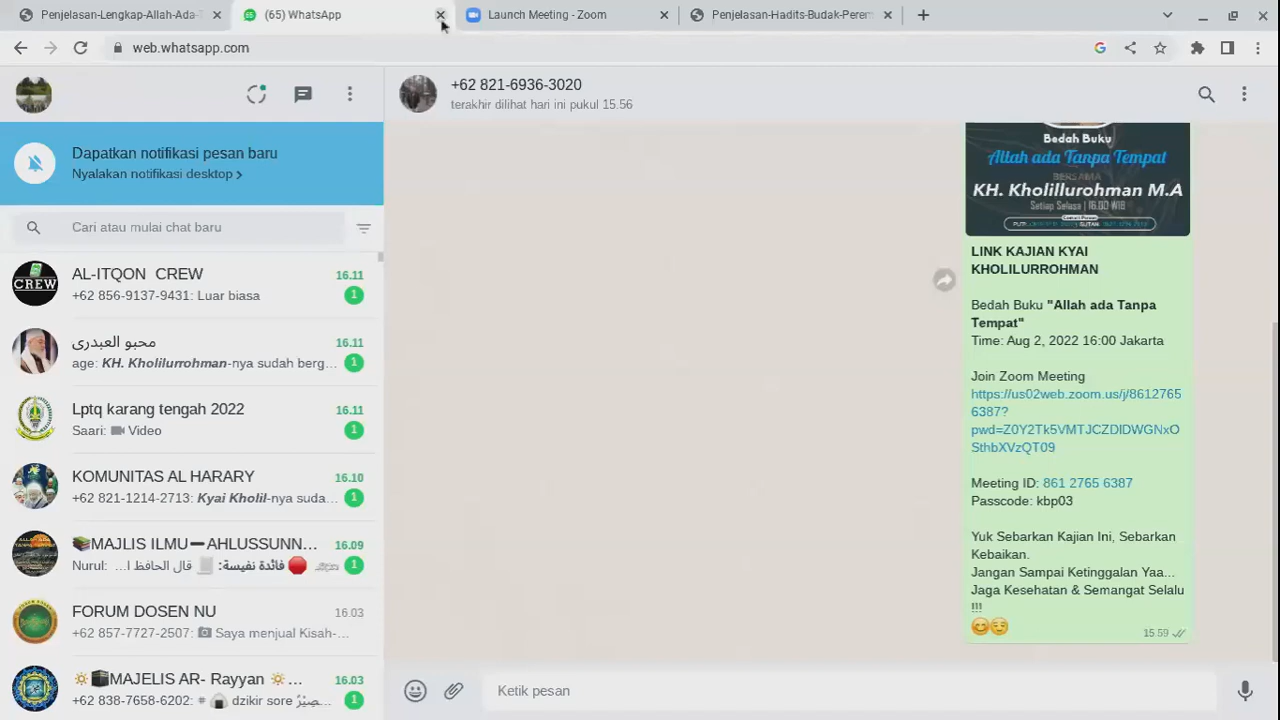 Penjelasan-Lengkap-Allah-Ada-T
(65) WhatsApp
Launch Meeting - Zoom
Penjelasan-Hadits-Budak-Perem
web.whatsapp.com
+62 821-6936-3020
terakhir dilihat hari ini pukul 15.56
Dapatkan notifikasi pesan baru
Nyalakan notifikasi desktop
Cari atau mulai chat baru
AL-ITQON CREW 16.11
CREW
+62 856-9137-9431: Luar biasa 1
محبو العبدرى 16.11
age: KH. Kholilurrohman-nya sudah berg... 1
Lptq karang tengah 2022 16.11
Saari: Video 1
KOMUNITAS AL HARARY 16.10
+62 821-1214-2713: Kyai Kholil-nya suda... 1
📚MAJLIS ILMU➖AHLUSSUNN... 16.09
Nurul: 🔴 فائدة نفيسة: قال الحافظ ا... 1
FORUM DOSEN NU 16.03
+62 857-7727-2507: Saya menjual Kisah-...
🔅🕋MAJELIS AR- Rayyan 🔅... 16.03
+62 838-7658-6202: # 🍙 dzikir sore 1
Bedah Buku
Allah ada Tanpa Tempat
BERSAMA
KH. Kholillurohman M.A
Setiap Selasa | 16.00 WIB
LINK KAJIAN KYAI
KHOLILURROHMAN
Bedah Buku "Allah ada Tanpa
Tempat"
Time: Aug 2, 2022 16:00 Jakarta
Join Zoom Meeting
https://us02web.zoom.us/j/8612765
6387?
pwd=Z0Y2Tk5VMTJCZDlDWGNxO
SthbXVzQT09
Meeting ID: 861 2765 6387
Passcode: kbp03
Yuk Sebarkan Kajian Ini, Sebarkan
Kebaikan.
Jangan Sampai Ketinggalan Yaa...
Jaga Kesehatan & Semangat Selalu
!!!
😊☺️
15.59
Ketik pesan